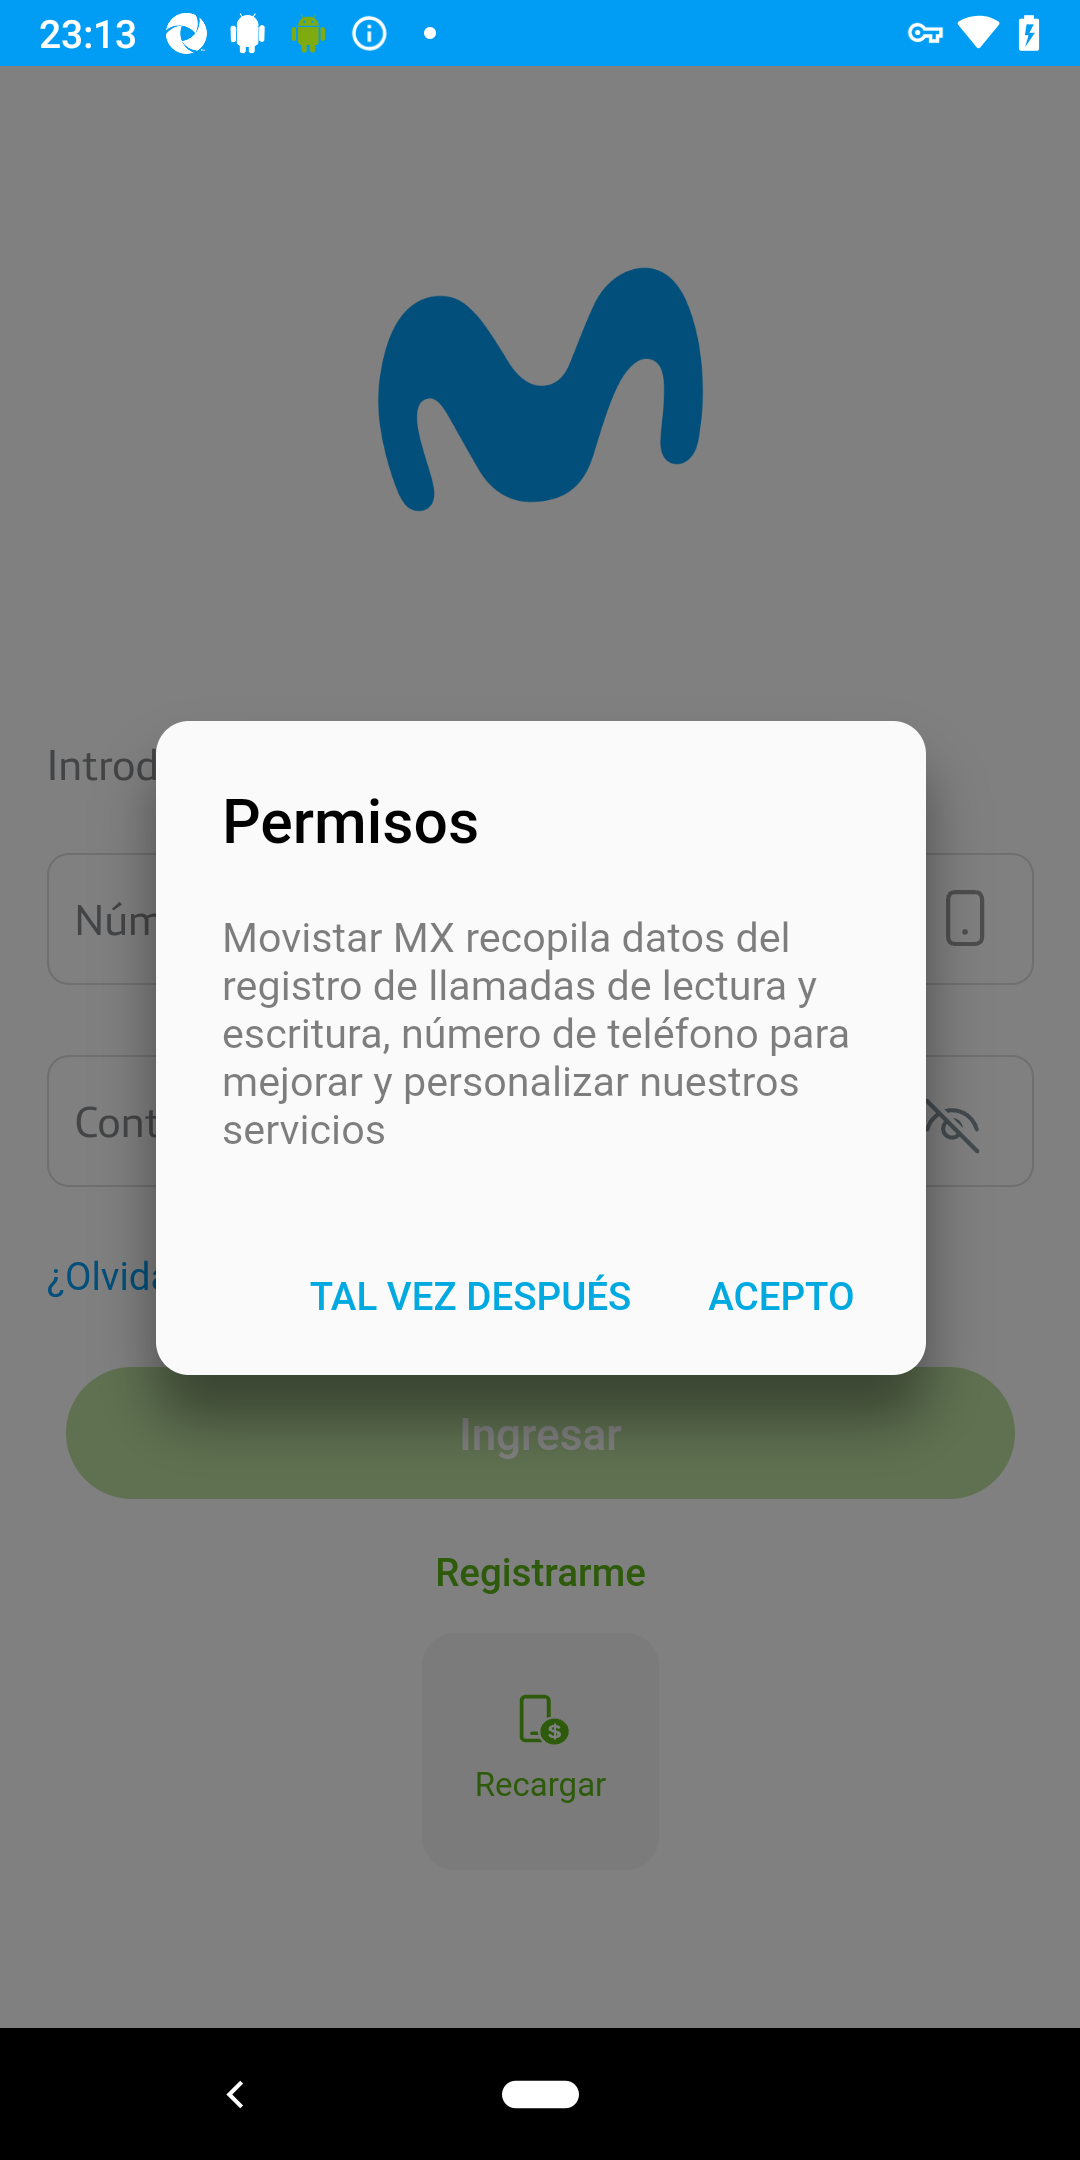 23:13
Introd
Núm
Permisos
Movistar MX recopila datos del
registro de llamadas de lectura y
escritura, número de teléfono para
mejorar y personalizar nuestros
servicios
Cont
¿Olvida
TAL VEZ DESPUÉS ACEPTO
Ingresar
Registrarme
Recargar